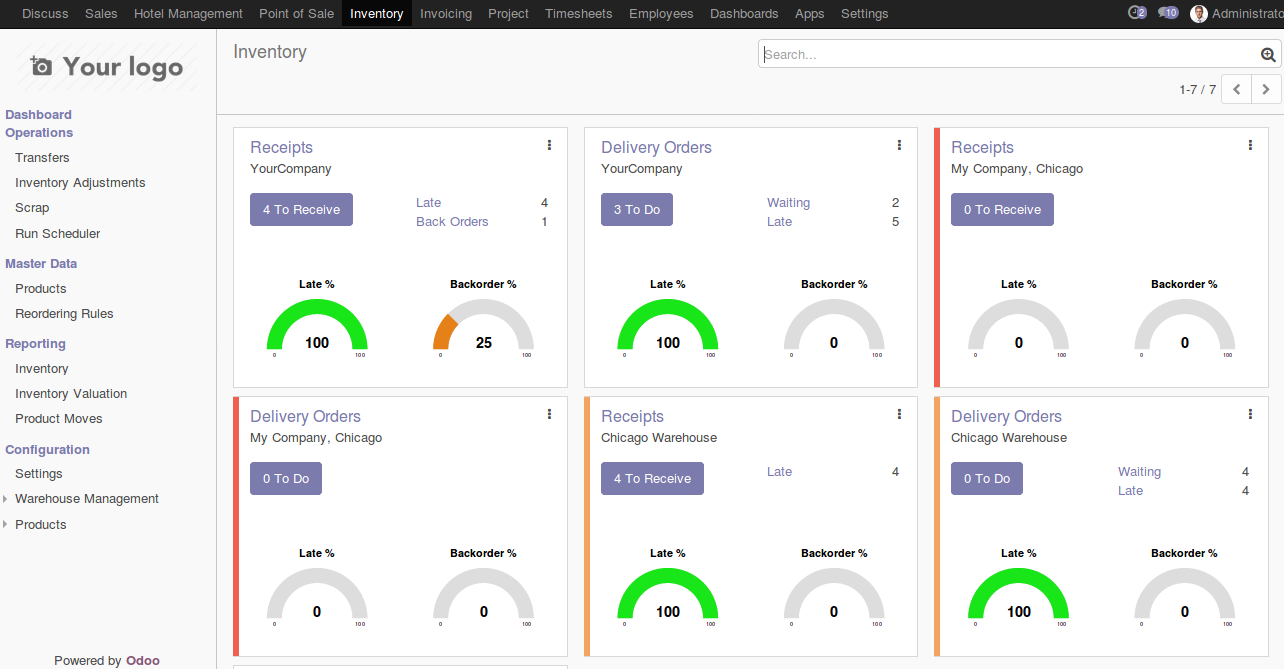 Discuss Sales Hotel Management Point of Sale Inventory Invoicing Project Timesheets Employees Dashboards Apps Settings 2 10 Administrato
Your logo
Dashboard
Operations
Transfers
Inventory Adjustments
Scrap
Run Scheduler
Master Data
Products
Reordering Rules
Reporting
Inventory
Inventory Valuation
Product Moves
Configuration
Settings
Warehouse Management
Products
Powered by Odoo
Inventory
Search...
1-7 / 7
Receipts
YourCompany
4 To Receive
Late 4
Back Orders 1
Late % Backorder %
100 25
0 100 0 100
Delivery Orders
YourCompany
3 To Do
Waiting 2
Late 5
Late % Backorder %
100 0
0 100 0 100
Receipts
My Company, Chicago
0 To Receive
Late % Backorder %
0 0
0 100 0 100
Delivery Orders
My Company, Chicago
0 To Do
Late % Backorder %
0 0
0 100 0 100
Receipts
Chicago Warehouse
4 To Receive
Late 4
Late % Backorder %
100 0
0 100 0 100
Delivery Orders
Chicago Warehouse
0 To Do
Waiting 4
Late 4
Late % Backorder %
100 0
0 100 0 100